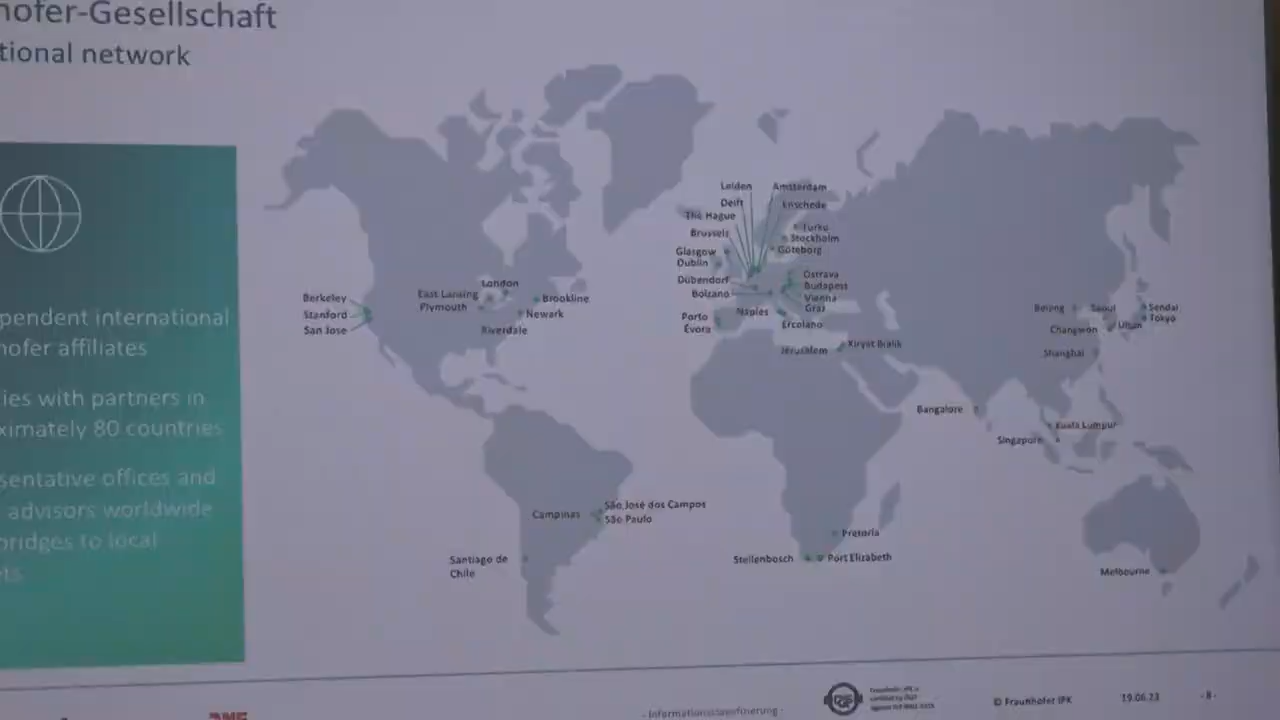 hofer-Gesellschaft
tional network
pendent international
hofer affiliates
ies with partners in
ximately 80 countries
sentative offices and
advisors worldwide
bridges to local
ts
Leiden
Amsterdam
Delft
Enschede
The Hague
Turku
Brussels
Stockholm
Göteborg
Glasgow
Dublin
Dübendorf
Bolzano
Ostrava
Budapest
Vienna
Graz
Naples
Ercolano
Porto
Évora
Jerusalem
Kiryat Bialik
Berkeley
Stanford
San Jose
London
East Lansing
Plymouth
Brookline
Newark
Riverdale
Beijing
Seoul
Sendai
Tokyo
Changwon
Ulsan
Shanghai
Bangalore
Kuala Lumpur
Singapore
Campinas
São José dos Campos
São Paulo
Santiago de
Chile
Pretoria
Stellenbosch
Port Elizabeth
Melbourne
- Informationsklassifizierung -
© Fraunhofer IPK
19.06.23
- 8 -